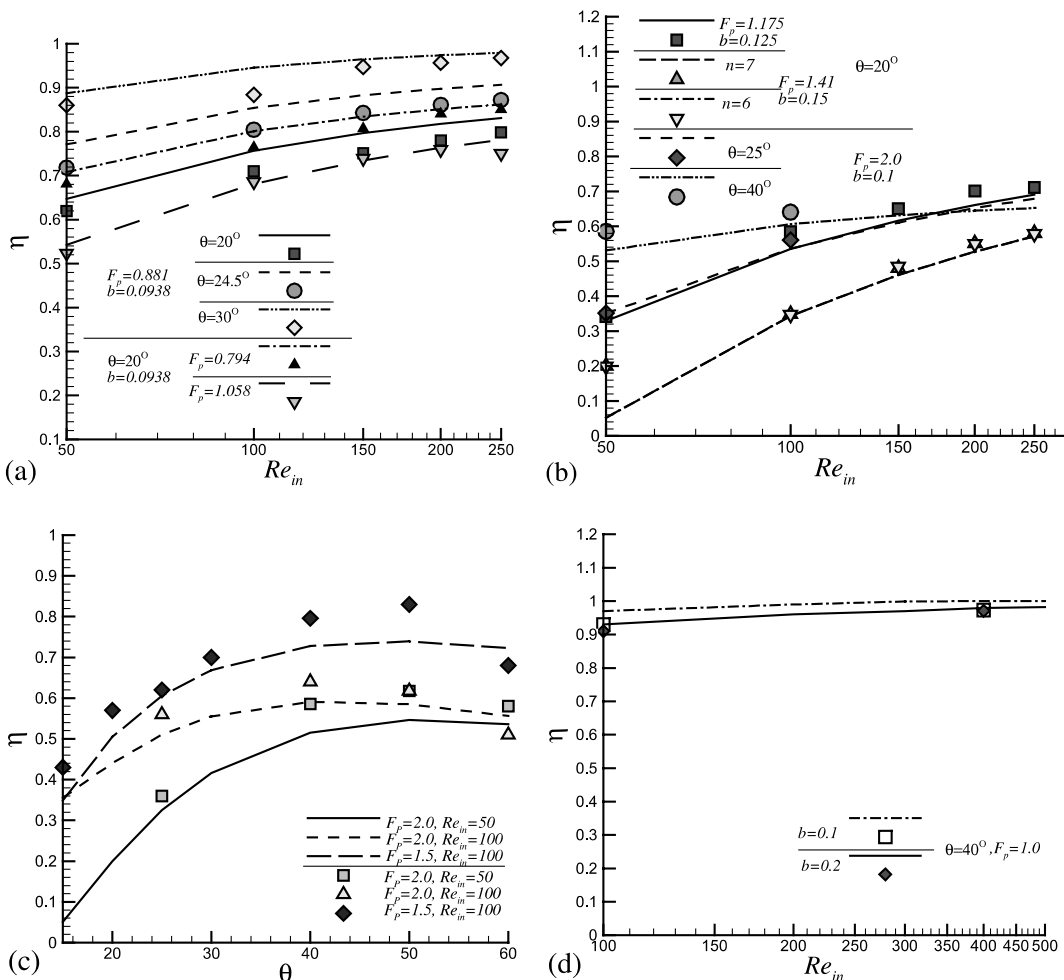 1
0.9
0.8
0.7
0.6
0.5
0.4
0.3
0.2
0.1
η
θ=20⁰
F_p=0.881
b=0.0938
θ=24.5⁰
θ=30⁰
θ=20⁰
b=0.0938
F_p=0.794
F_p=1.058
50 100 150 200 250
Re_in
(a)
1.2
1.1
1
0.9
0.8
0.7
0.6
0.5
0.4
0.3
0.2
0.1
0
η
F_p=1.175
b=0.125
n=7
n=6
F_p=1.41
b=0.15
θ=20⁰
θ=25⁰
θ=40⁰
F_p=2.0
b=0.1
50 100 150 200 250
Re_in
(b)
1
0.9
0.8
0.7
0.6
0.5
0.4
0.3
0.2
0.1
0
η
F_P=2.0, Re_in=50
F_P=2.0, Re_in=100
F_P=1.5, Re_in=100
F_P=2.0, Re_in=50
F_P=2.0, Re_in=100
F_P=1.5, Re_in=100
20 30 40 50 60
θ
(c)
1.2
1.1
1
0.9
0.8
0.7
0.6
0.5
0.4
0.3
0.2
0.1
0
η
b=0.1
b=0.2
θ=40⁰, F_p=1.0
100 150 200 250 300 350 400 450 500
Re_in
(d)